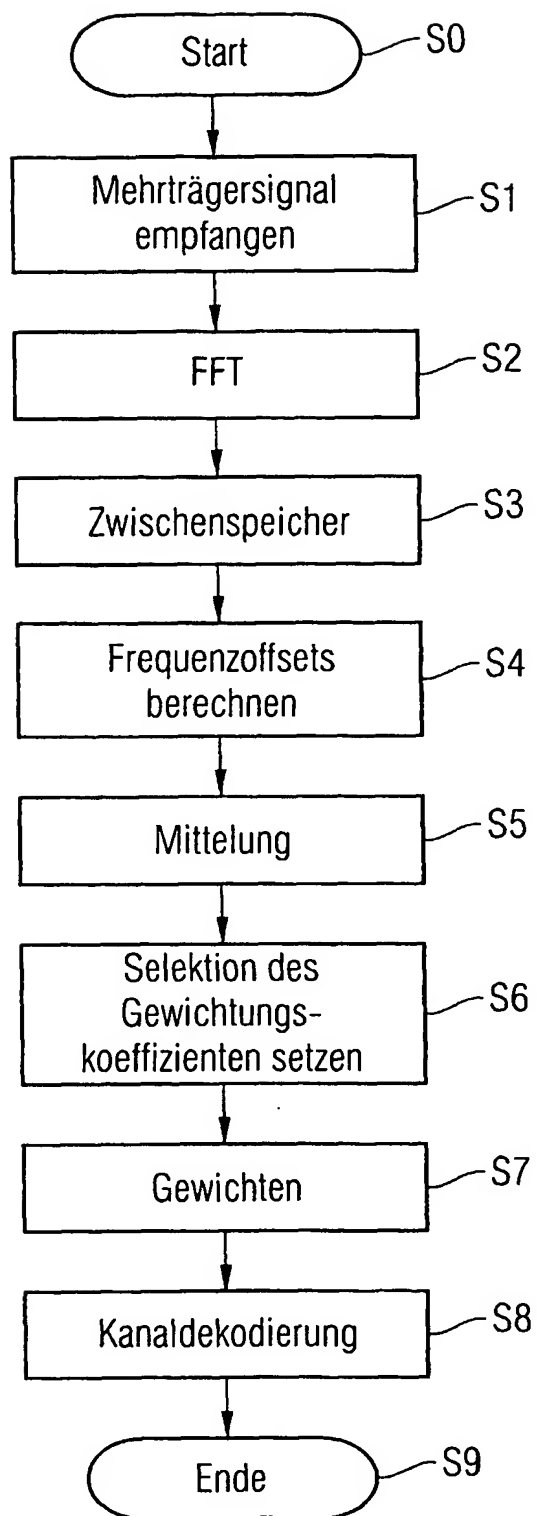 Start
S0
Mehrträgersignal
empfangen
S1
FFT
S2
Zwischenspeicher
S3
Frequenzoffsets
berechnen
S4
Mittelung
S5
Selektion des
Gewichtungs-
koeffizienten setzen
S6
Gewichten
S7
Kanaldekodierung
S8
Ende
S9